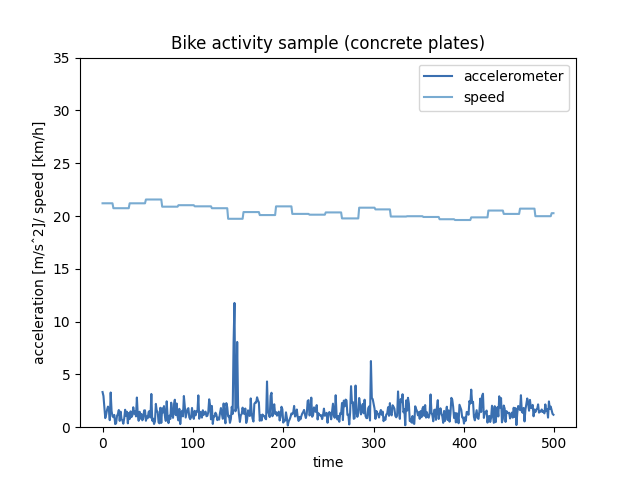 Bike activity sample (concrete plates)
accelerometer
speed
35
30
25
20
15
10
5
0
acceleration [m/s^2]/ speed [km/h]
0 100 200 300 400 500
time